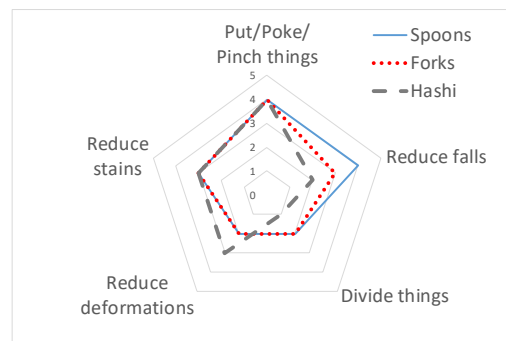 Put/Poke/
Pinch things
Spoons
Forks
Hashi
5
4
3
2
1
0
Reduce
stains
Reduce falls
Reduce
deformations
Divide things